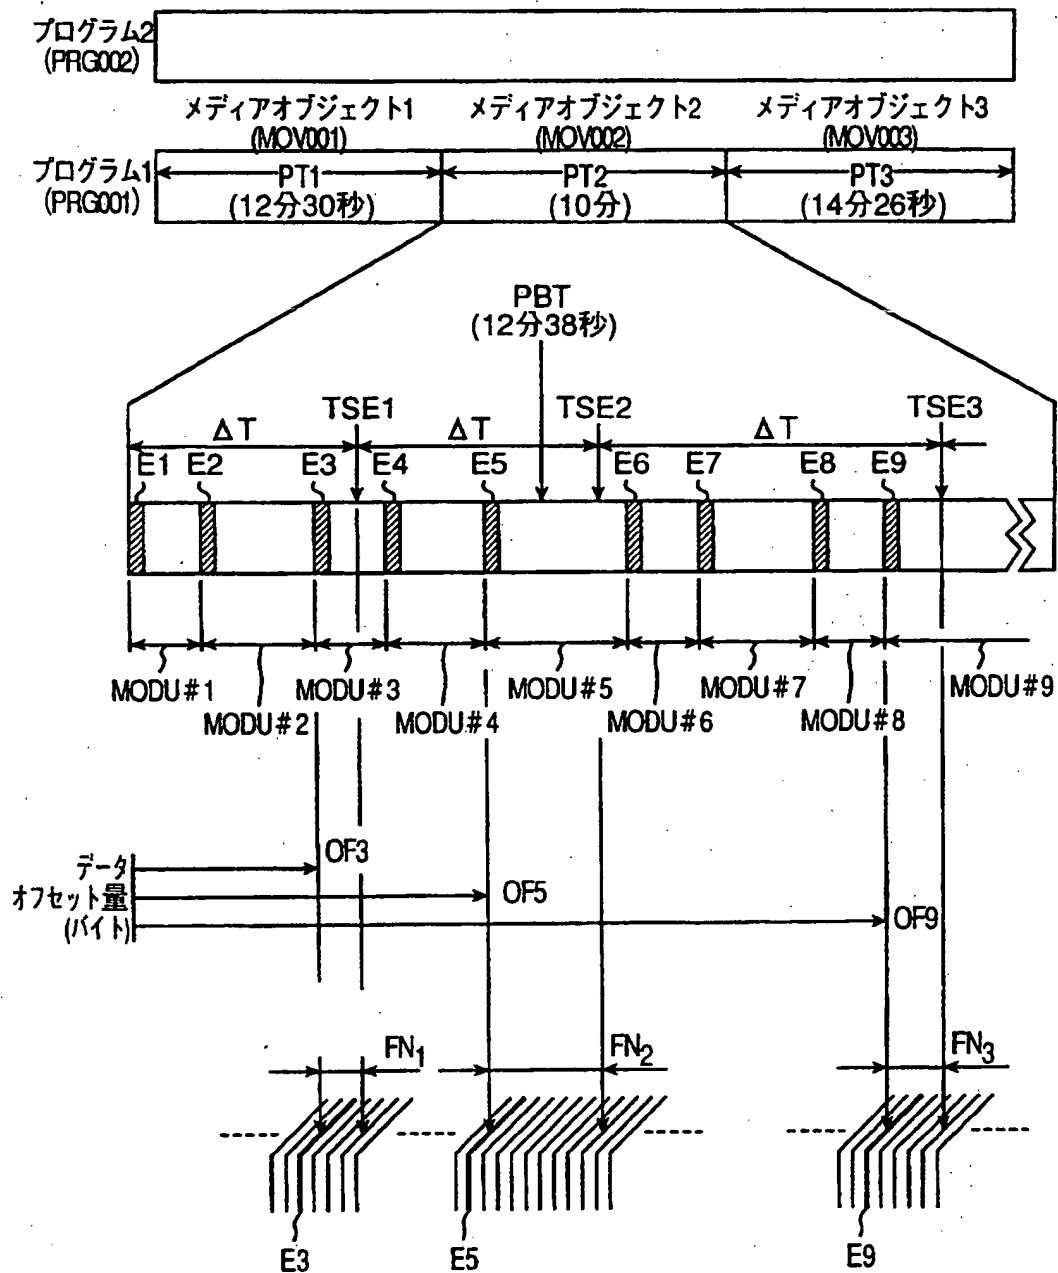 プログラム2
(PRG002)
メディアオブジェクト1
(MOV001)
メディアオブジェクト2
(MOV002)
メディアオブジェクト3
(MOV003)
プログラム1
(PRG001)
PT1
(12分30秒)
PT2
(10分)
PT3
(14分26秒)
PBT
(12分38秒)
TSE1
TSE2
TSE3
ΔT
ΔT
ΔT
E1
E2
E3
E4
E5
E6
E7
E8
E9
MODU#1
MODU#2
MODU#3
MODU#4
MODU#5
MODU#6
MODU#7
MODU#8
MODU#9
データ
オフセット量
(バイト)
OF3
OF5
OF9
FN1
FN2
FN3
E3
E5
E9